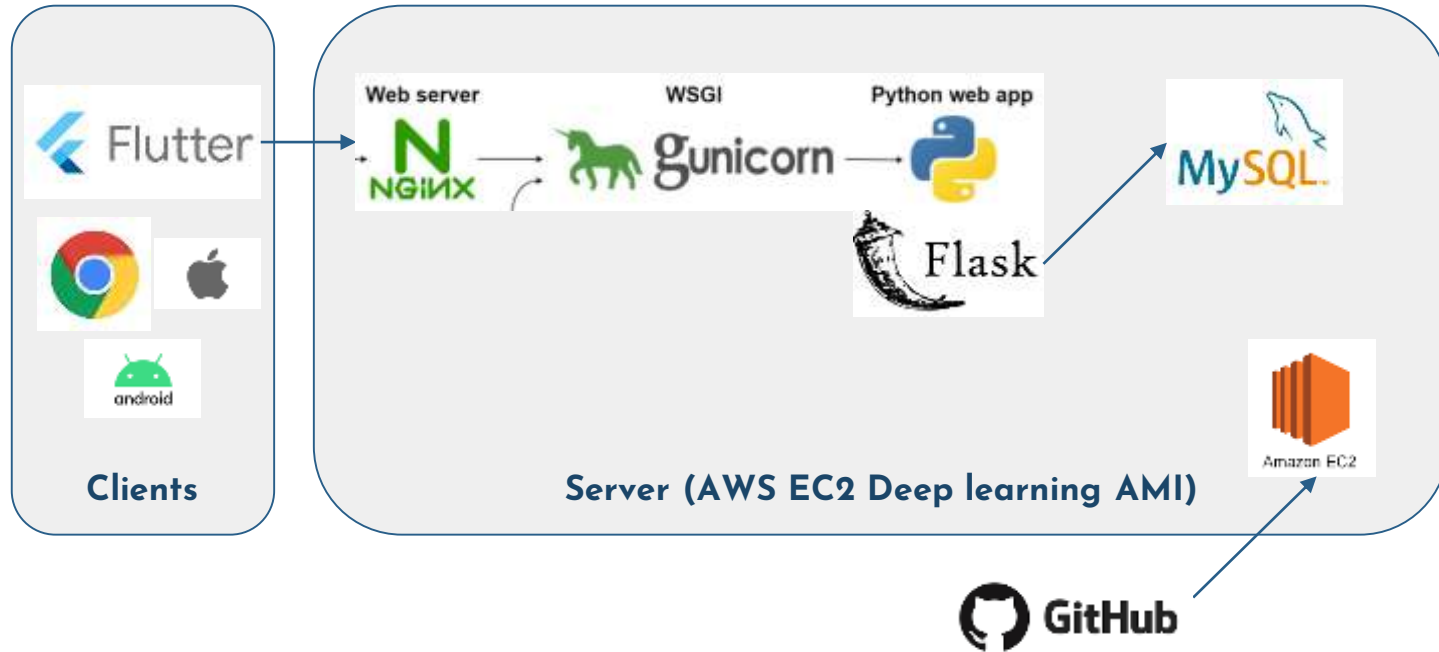 Flutter
android
Clients
Web server
WSGI
Python web app
NGiNX
gunicorn
Flask
MySQL
Amazon EC2
Server (AWS EC2 Deep learning AMI)
GitHub